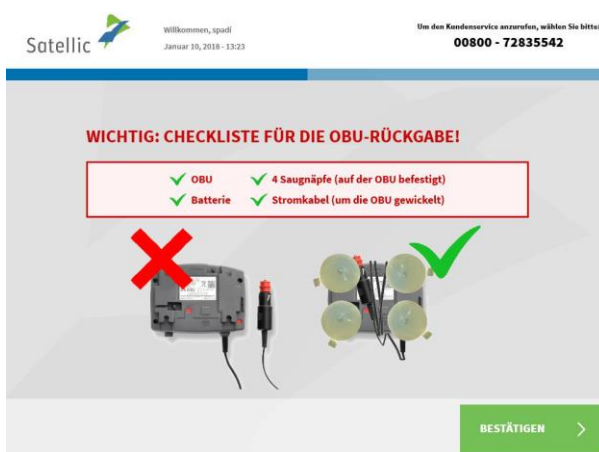 Satellic
Willkommen, spadi
Januar 10, 2018 - 13:23
Um den Kundenservice anzurufen, wählen Sie bitte:
00800 - 72835542
WICHTIG: CHECKLISTE FÜR DIE OBU-RÜCKGABE!
OBU
4 Saugnäpfe (auf der OBU befestigt)
Batterie
Stromkabel (um die OBU gewickelt)
BESTÄTIGEN